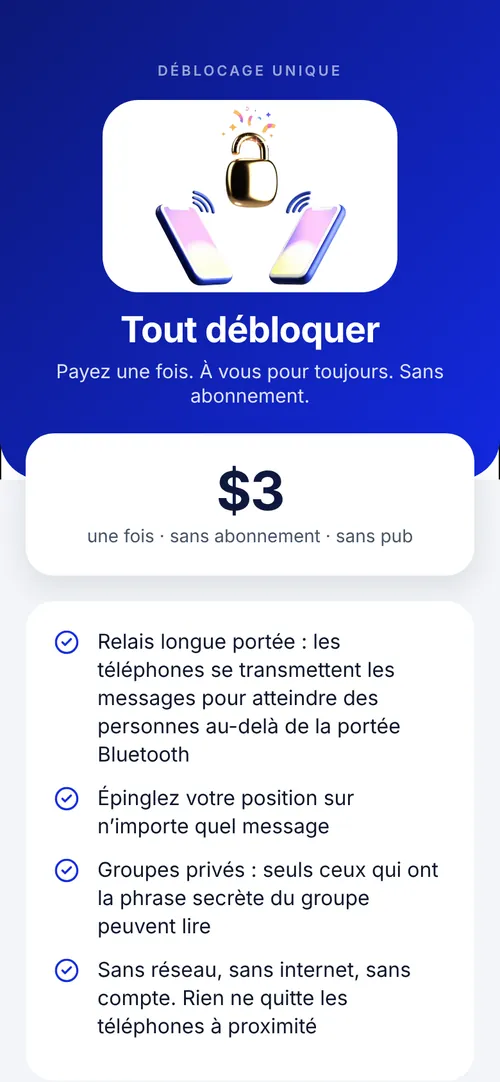 DÉBLOCAGE UNIQUE
Tout débloquer
Payez une fois. À vous pour toujours. Sans
abonnement.
$3
une fois · sans abonnement · sans pub
Relais longue portée : les
téléphones se transmettent les
messages pour atteindre des
personnes au-delà de la portée
Bluetooth
Épinglez votre position sur
n’importe quel message
Groupes privés : seuls ceux qui ont
la phrase secrète du groupe
peuvent lire
Sans réseau, sans internet, sans
compte. Rien ne quitte les
téléphones à proximité